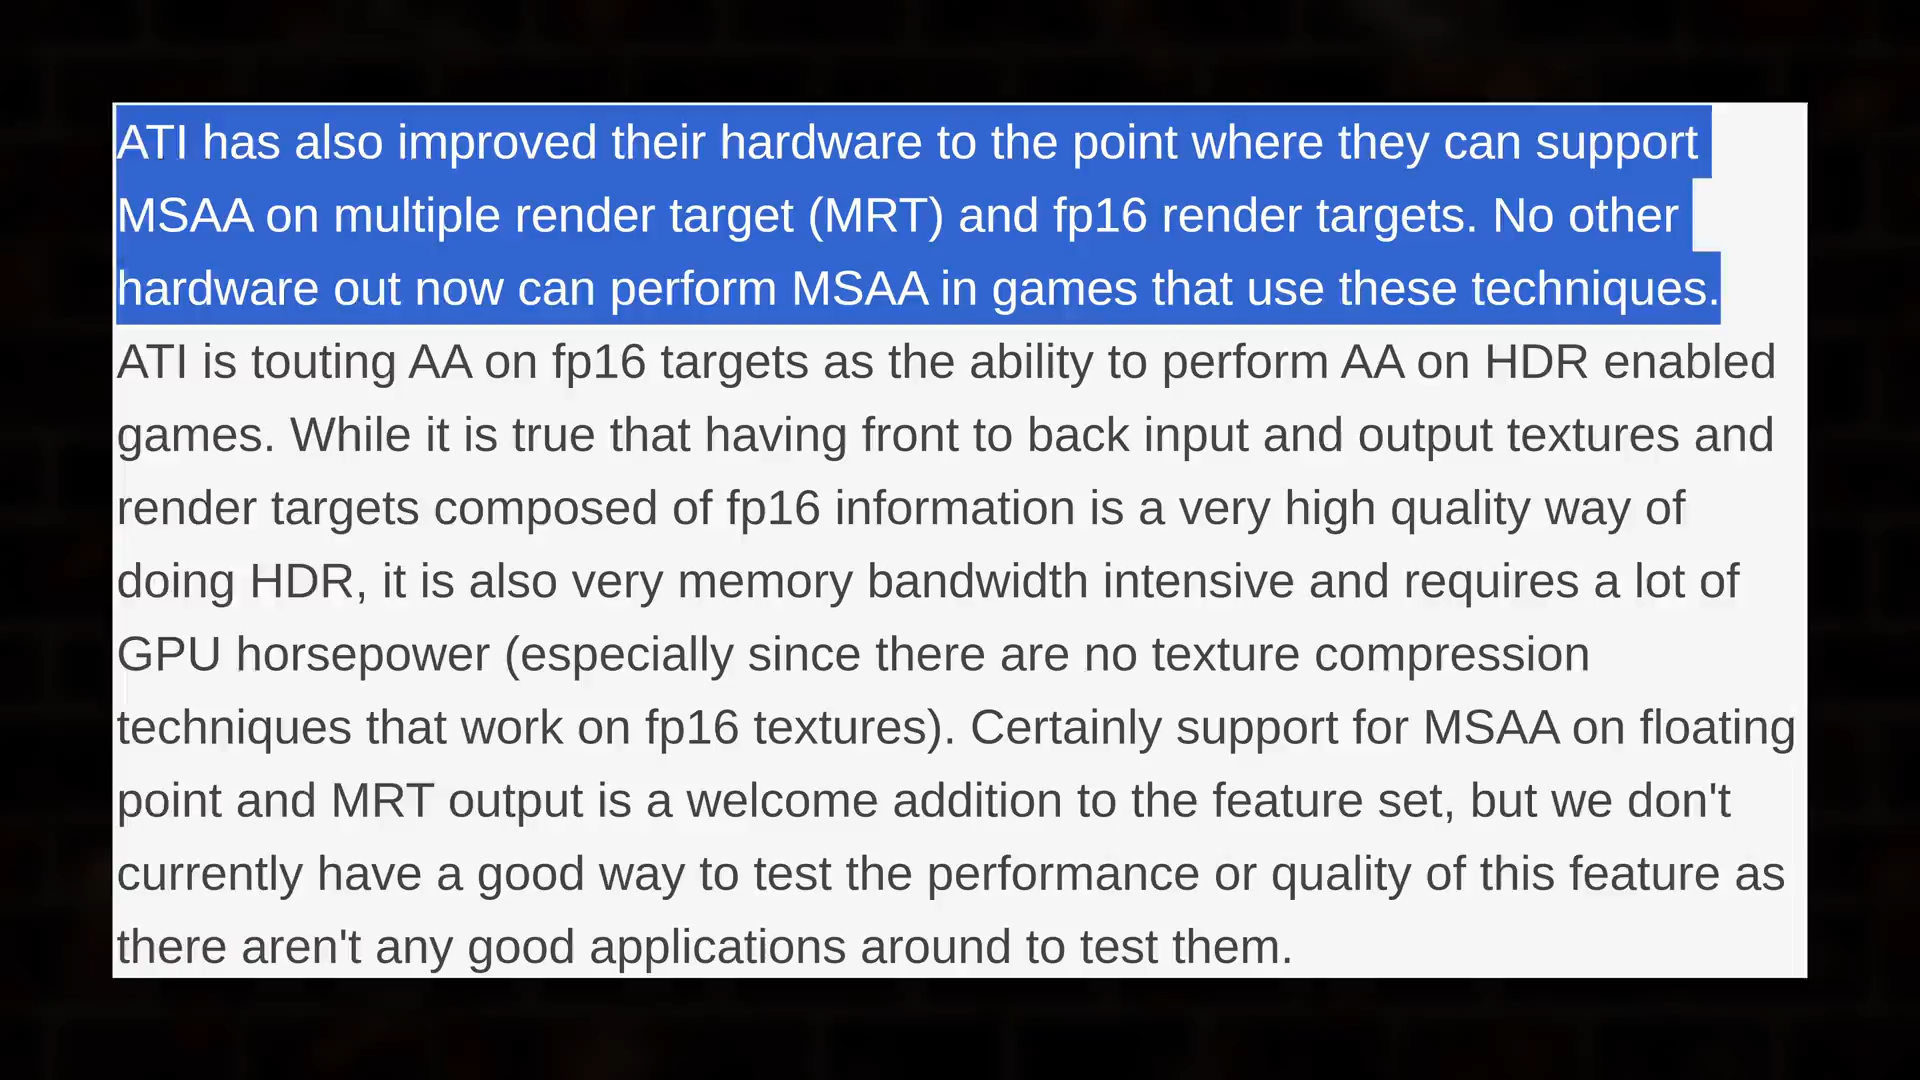 ATI has also improved their hardware to the point where they can support
MSAA on multiple render target (MRT) and fp16 render targets. No other
hardware out now can perform MSAA in games that use these techniques.
ATI is touting AA on fp16 targets as the ability to perform AA on HDR enabled
games. While it is true that having front to back input and output textures and
render targets composed of fp16 information is a very high quality way of
doing HDR, it is also very memory bandwidth intensive and requires a lot of
GPU horsepower (especially since there are no texture compression
techniques that work on fp16 textures). Certainly support for MSAA on floating
point and MRT output is a welcome addition to the feature set, but we don't
currently have a good way to test the performance or quality of this feature as
there aren't any good applications around to test them.